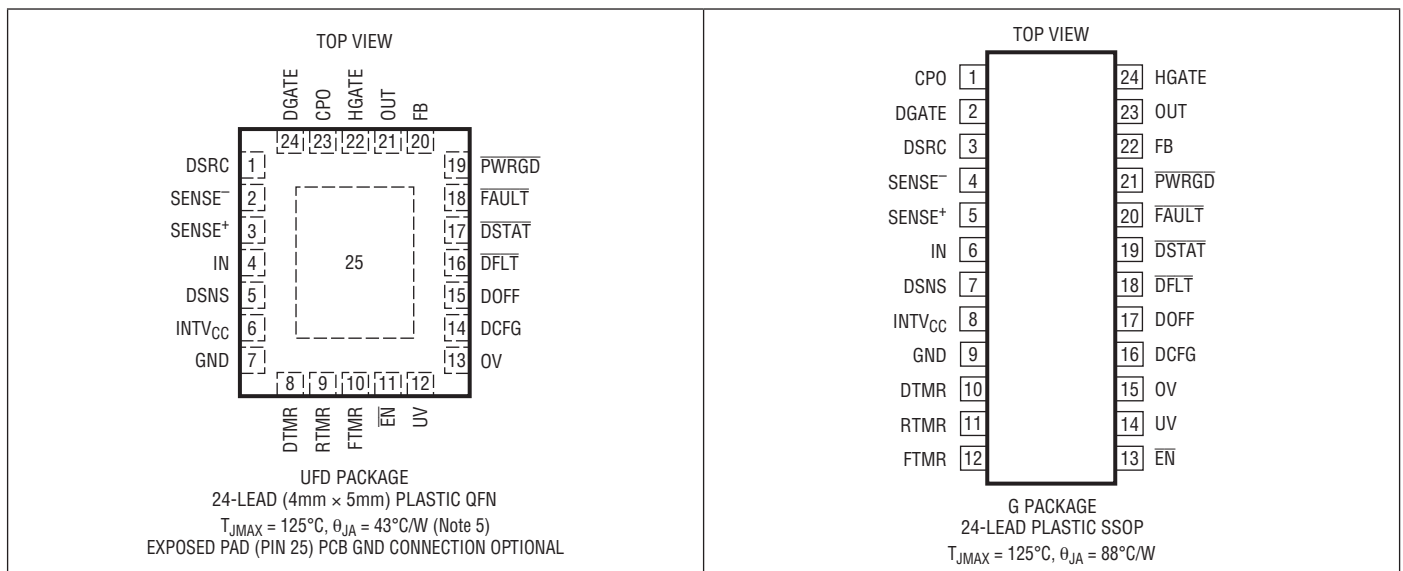 TOP VIEW
DGATE
CPO
HGATE
OUT
FB
24 23 22 21 20
DSRC 1
SENSE⁻ 2
SENSE⁺ 3
IN 4
DSNS 5
INTVCC 6
GND 7
25
19 PWRGD
18 FAULT
17 DSTAT
16 DFLT
15 DOFF
14 DCFG
13 OV
8 9 10 11 12
DTMR
RTMR
FTMR
EN
UV
UFD PACKAGE
24-LEAD (4mm × 5mm) PLASTIC QFN
TJMAX = 125°C, θJA = 43°C/W (Note 5)
EXPOSED PAD (PIN 25) PCB GND CONNECTION OPTIONAL
TOP VIEW
CPO 1
DGATE 2
DSRC 3
SENSE⁻ 4
SENSE⁺ 5
IN 6
DSNS 7
INTVCC 8
GND 9
DTMR 10
RTMR 11
FTMR 12
24 HGATE
23 OUT
22 FB
21 PWRGD
20 FAULT
19 DSTAT
18 DFLT
17 DOFF
16 DCFG
15 OV
14 UV
13 EN
G PACKAGE
24-LEAD PLASTIC SSOP
TJMAX = 125°C, θJA = 88°C/W